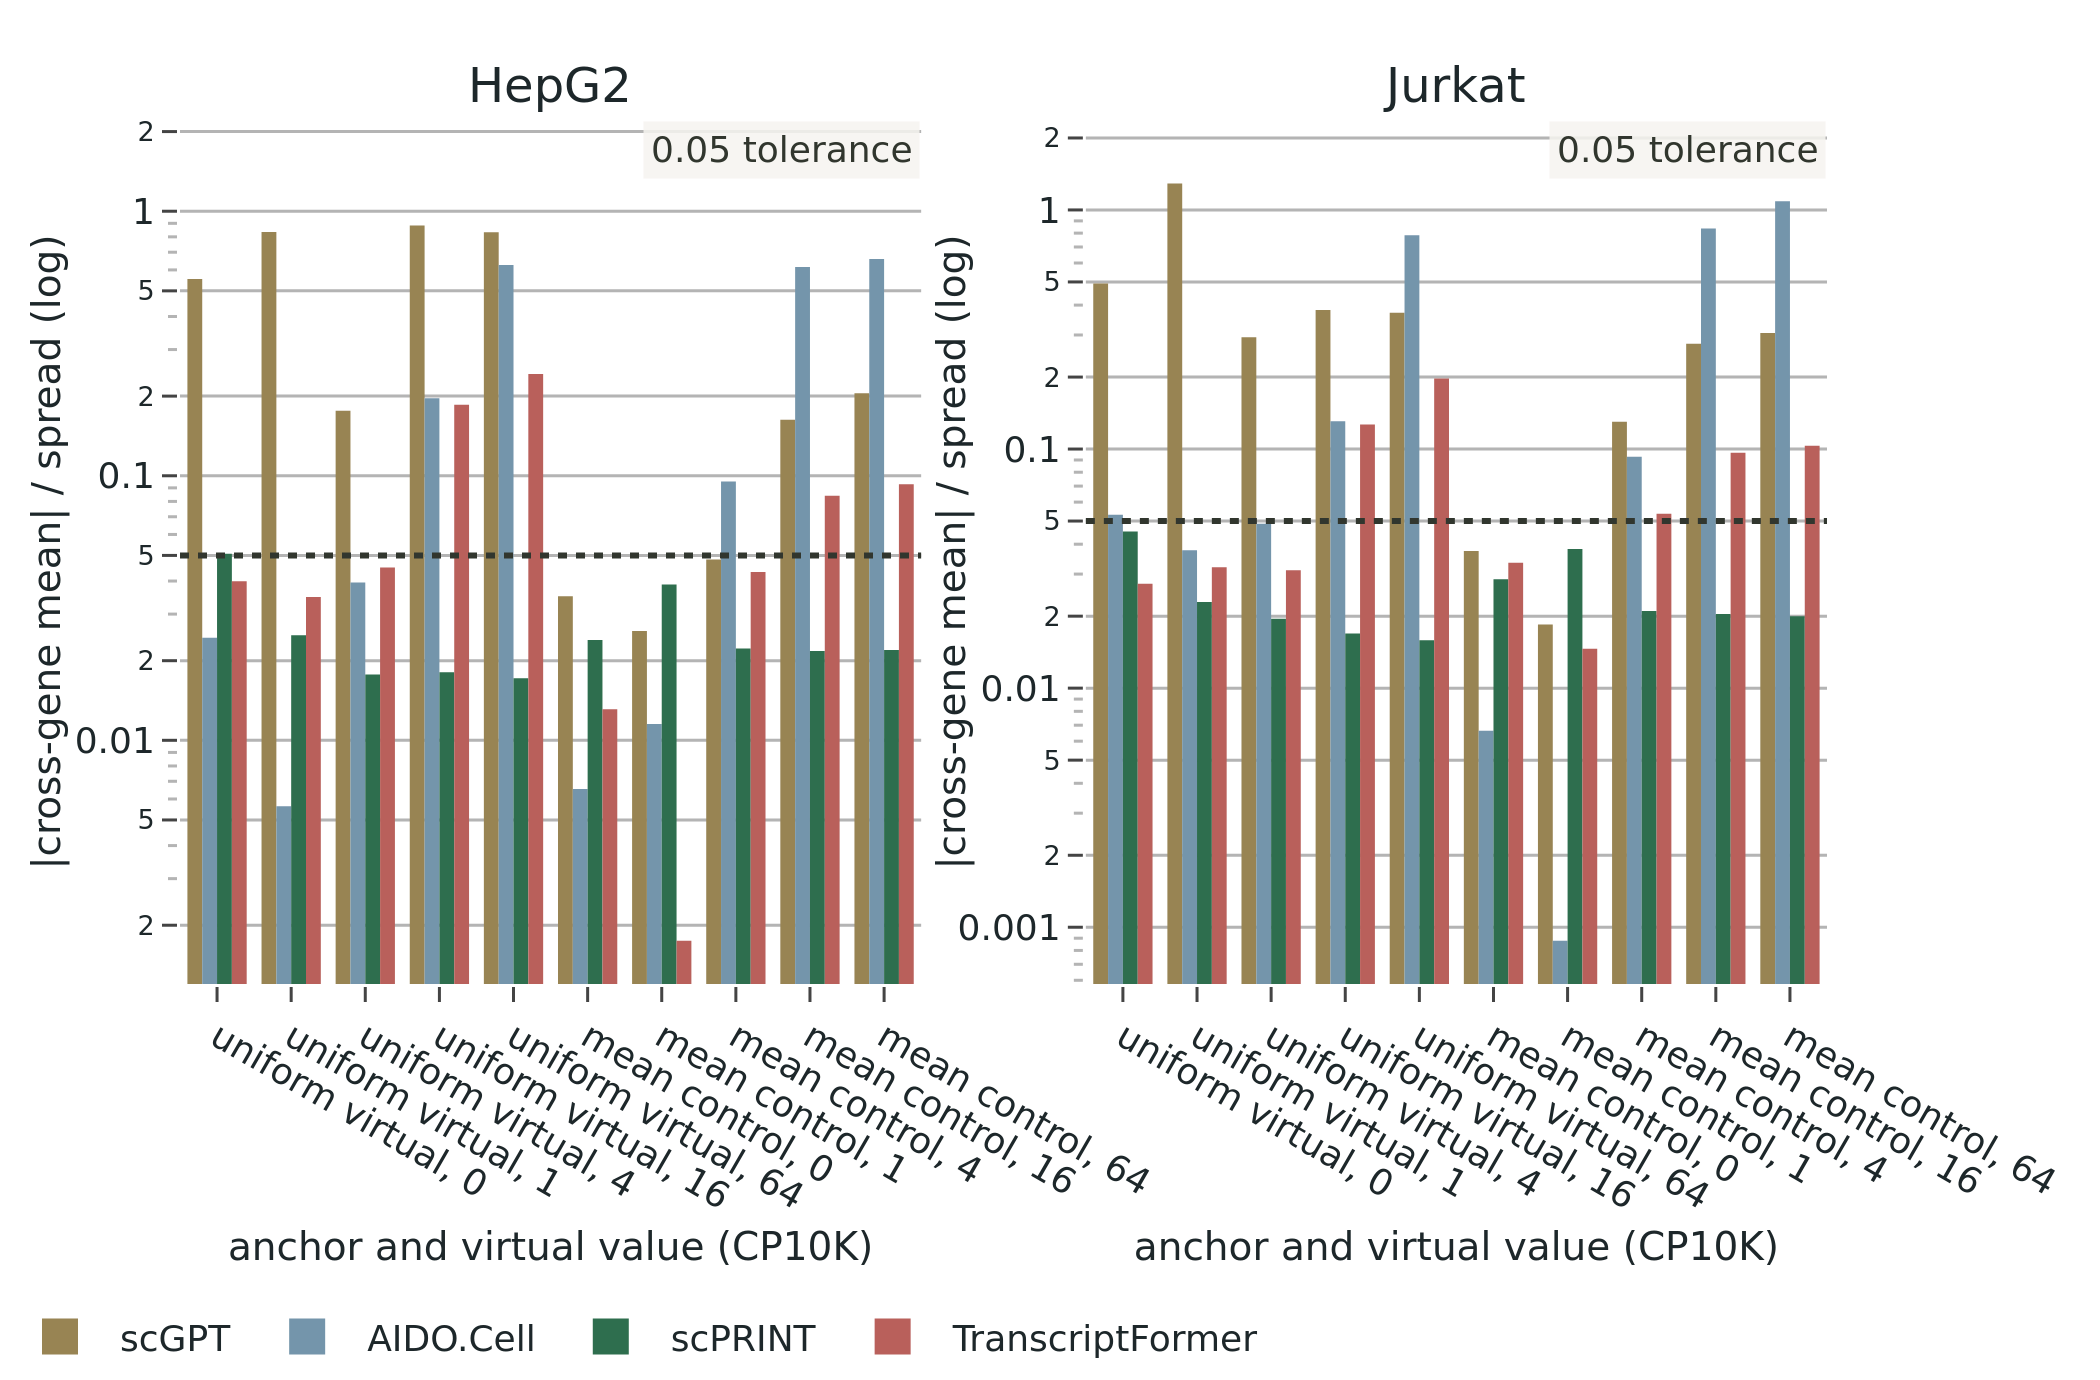 HepG2
Jurkat
0.05 tolerance
0.05 tolerance
|cross-gene mean| / spread (log)
2
1
5
2
0.1
5
2
0.01
5
2
uniform virtual, 0
uniform virtual, 1
uniform virtual, 4
uniform virtual, 16
uniform virtual, 64
mean control, 0
mean control, 1
mean control, 4
mean control, 16
mean control, 64
anchor and virtual value (CP10K)
|cross-gene mean| / spread (log)
2
1
5
2
0.1
5
2
0.01
5
2
0.001
uniform virtual, 0
uniform virtual, 1
uniform virtual, 4
uniform virtual, 16
uniform virtual, 64
mean control, 0
mean control, 1
mean control, 4
mean control, 16
mean control, 64
anchor and virtual value (CP10K)
scGPT
AIDO.Cell
scPRINT
TranscriptFormer